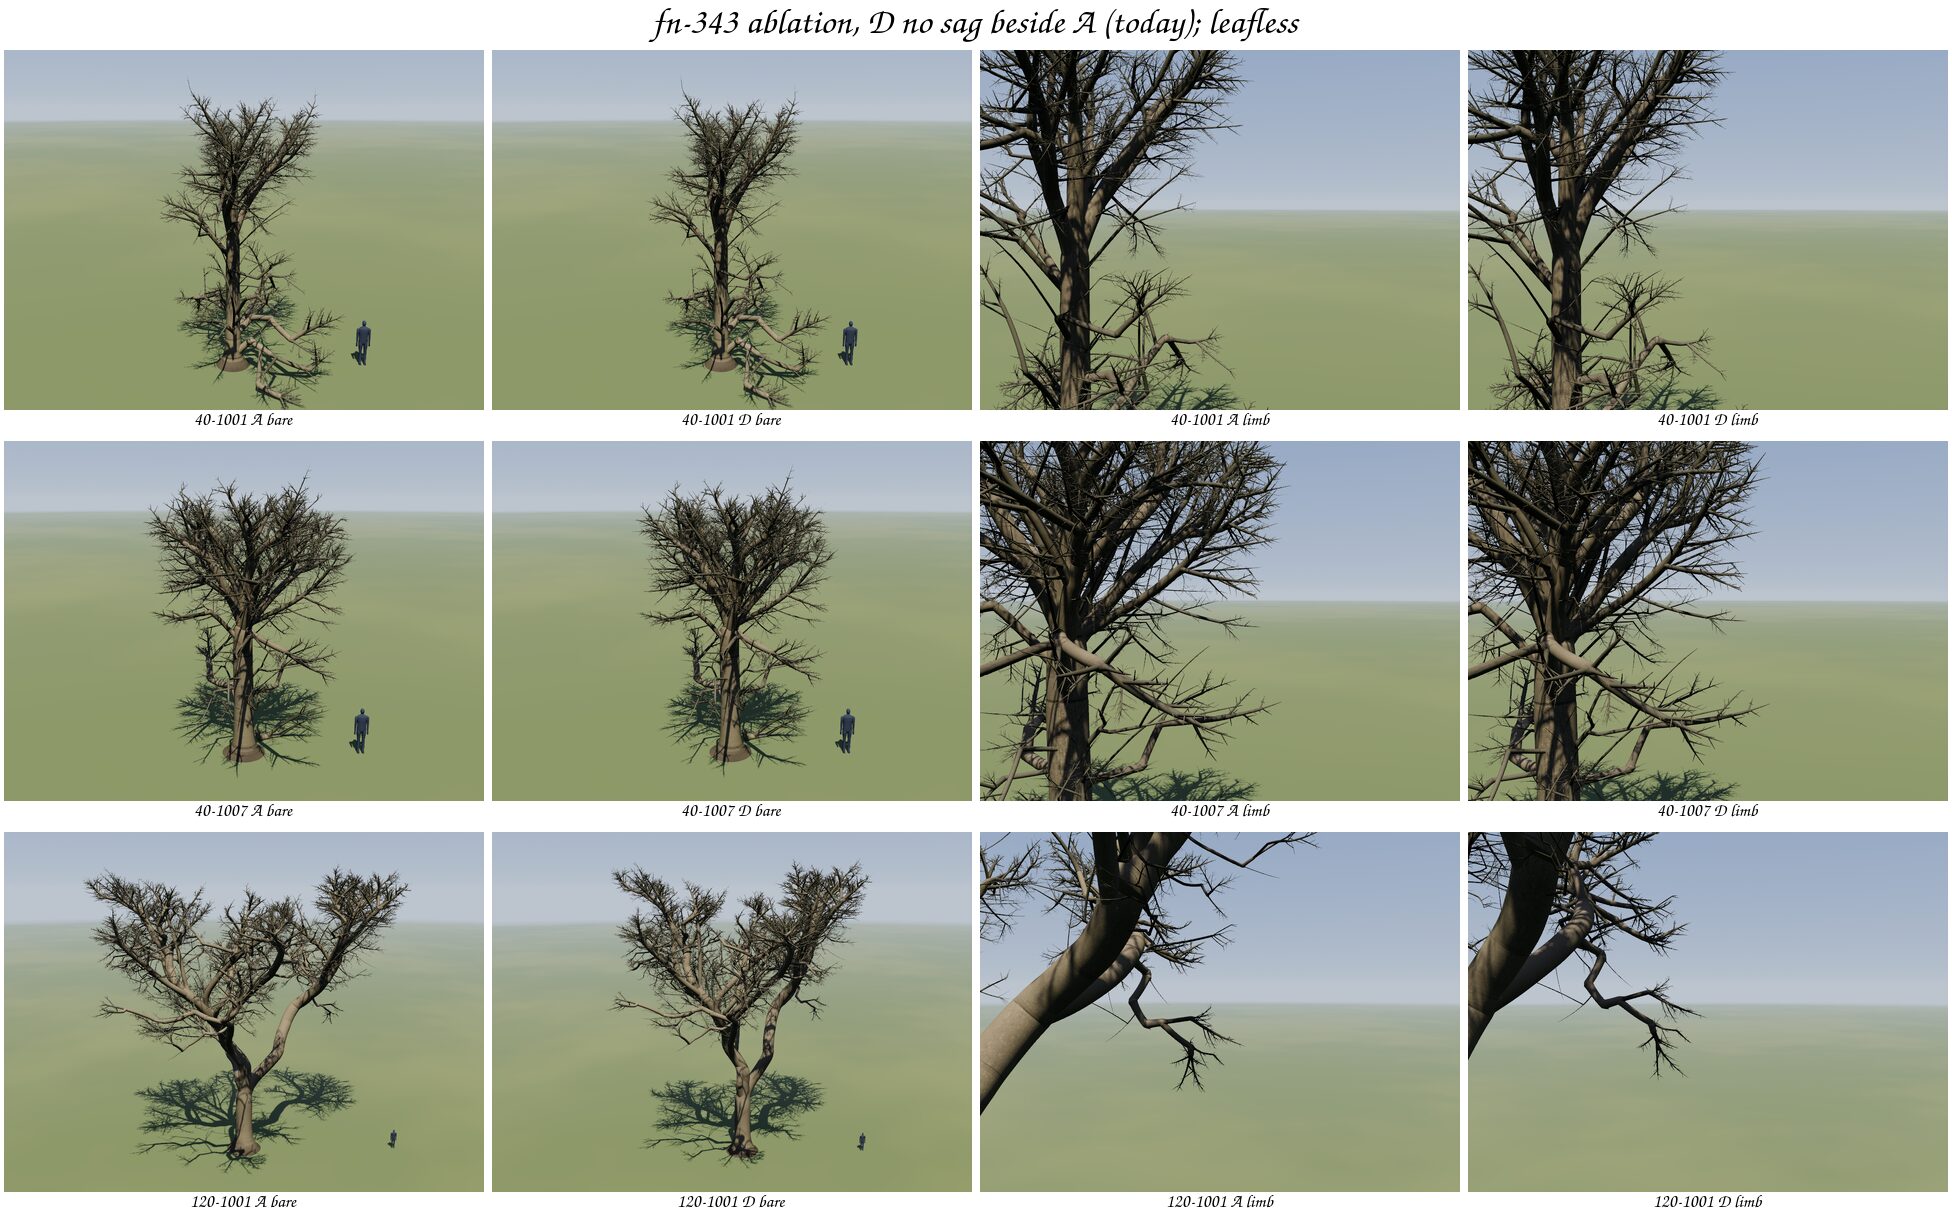 fn-343 ablation, D no sag beside A (today); leafless
40-1001 A bare
40-1001 D bare
40-1001 A limb
40-1001 D limb
40-1007 A bare
40-1007 D bare
40-1007 A limb
40-1007 D limb
120-1001 A bare
120-1001 D bare
120-1001 A limb
120-1001 D limb